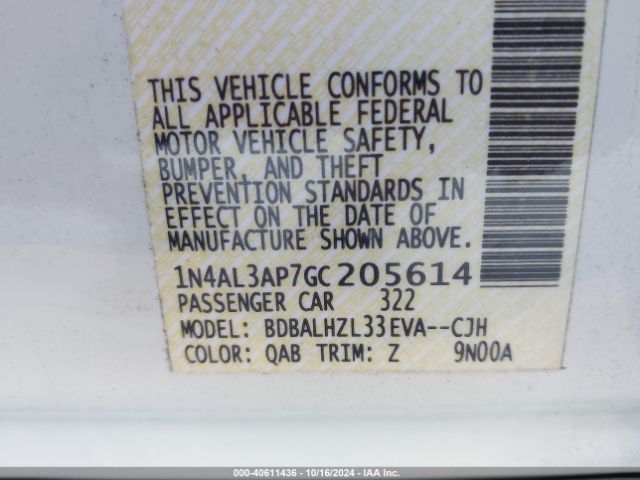 THIS VEHICLE CONFORMS TO
ALL APPLICABLE FEDERAL
MOTOR VEHICLE SAFETY,
BUMPER, AND THEFT
PREVENTION STANDARDS IN
EFFECT ON THE DATE OF
MANUFACTURE SHOWN ABOVE.
1N4AL3AP7GC205614
PASSENGER CAR 322
MODEL: BDBALHZL33EVA--CJH
COLOR: QAB TRIM: Z 9N00A
000-40611436 - 10/16/2024 - IAA Inc.